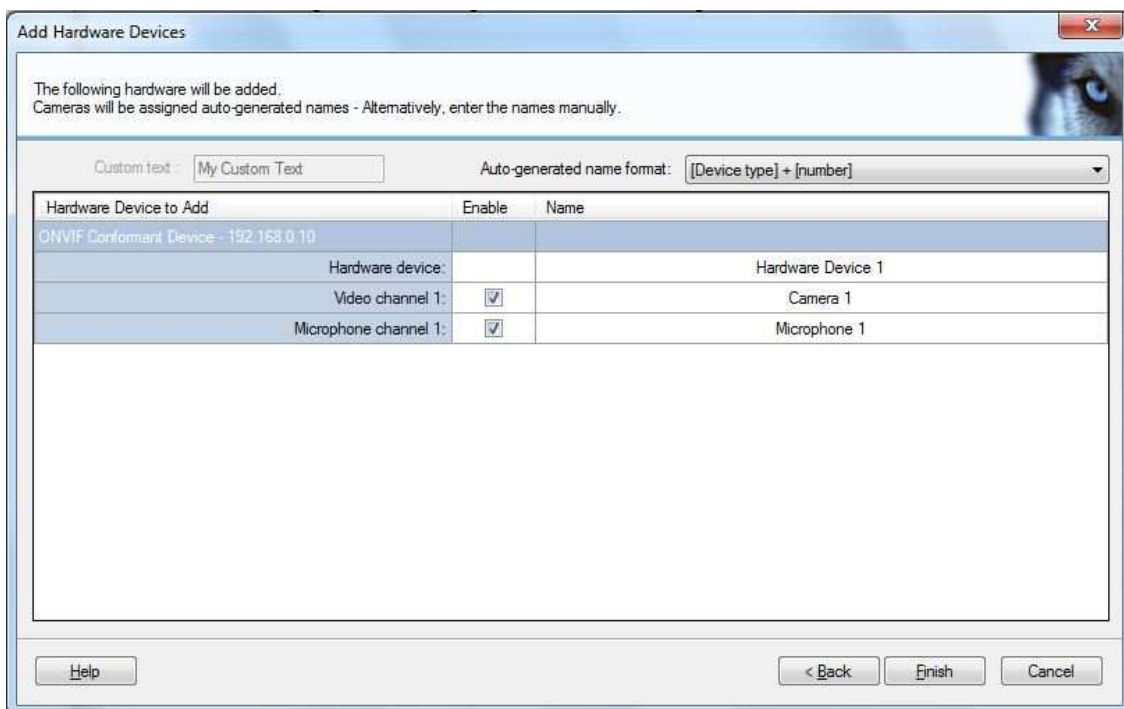 Add Hardware Devices
The following hardware will be added.
Cameras will be assigned auto-generated names - Alternatively, enter the names manually.
Custom text : My Custom Text Auto-generated name format: [Device type] + [number]
Hardware Device to Add Enable Name
ONVIF Conformant Device - 192.168.0.10
Hardware device: Hardware Device 1
Video channel 1: Camera 1
Microphone channel 1: Microphone 1
Help < Back Finish Cancel